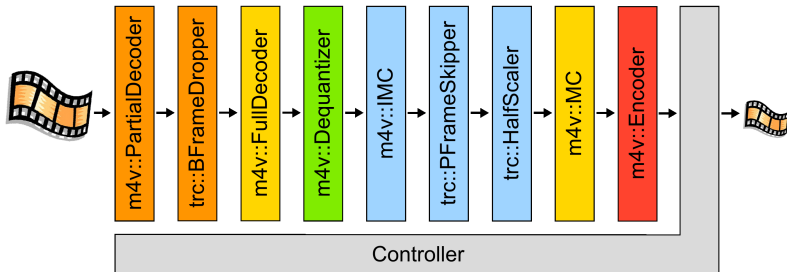 m4v::PartialDecoder
trc::BFrameDropper
m4v::FullDecoder
m4v::Dequantizer
m4v::IMC
trc::PFrameSkipper
trc::HalfScaler
m4v::MC
m4v::Encoder
Controller